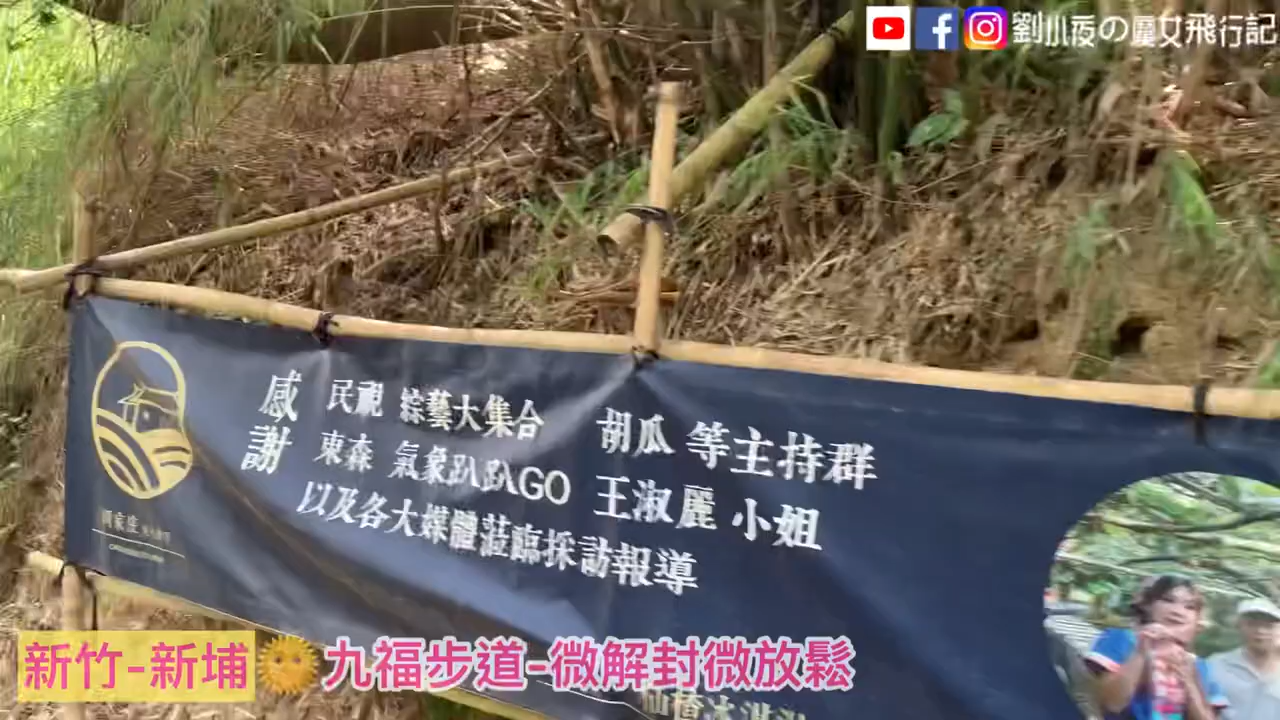 劉小夜の魔女飛行記
感謝
民視 綜藝大集合 胡瓜 等主持群
東森 氣象趴趴GO 王淑麗 小姐
以及各大媒體蒞臨採訪報導
新竹-新埔 九福步道-微解封微放鬆